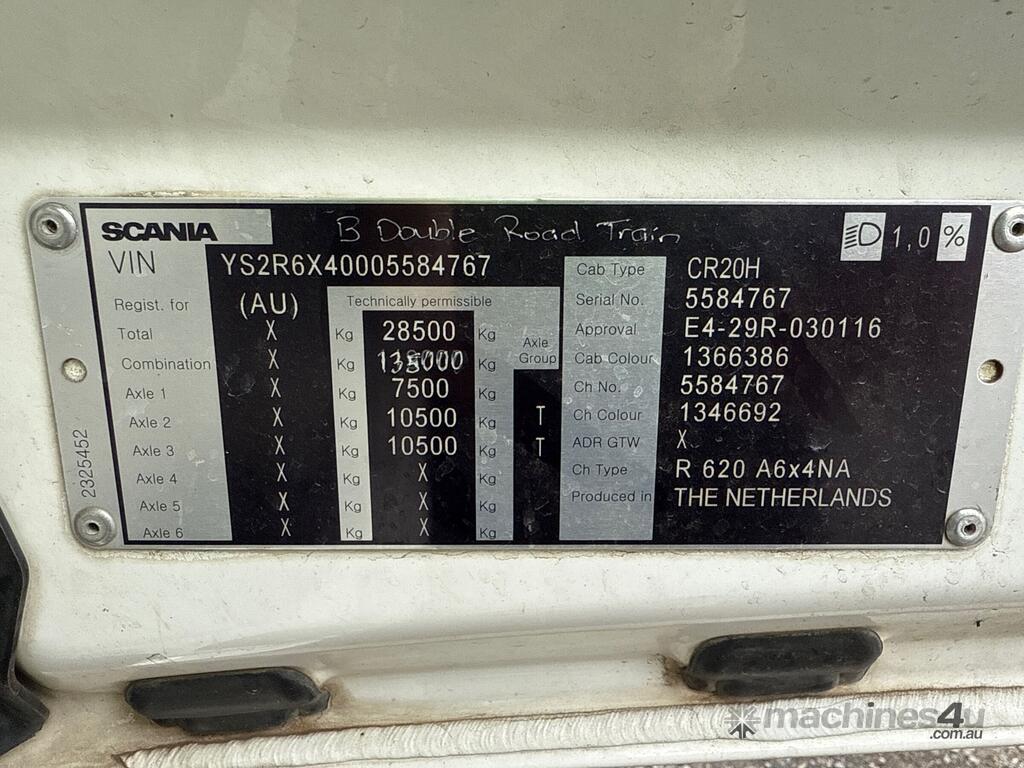 SCANIA B Double Road Train 1,0 %
VIN YS2R6X40005584767
Regist. for (AU) Technically permissible
Total X Kg 28500 Kg
Combination X Kg Kg
Axle 1 X Kg 7500 Kg
Axle 2 X Kg 10500 Kg T
Axle 3 X Kg 10500 Kg T
Axle 4 X Kg X Kg
Axle 5 X Kg X Kg
Axle 6 X Kg X Kg
Axle
Group
Cab Type CR20H
Serial No. 5584767
Approval E4-29R-030116
Cab Colour 1366386
Ch No. 5584767
Ch Colour 1346692
ADR GTW X
Ch Type R 620 A6x4NA
Produced in THE NETHERLANDS
2325452
machines4u
.com.au